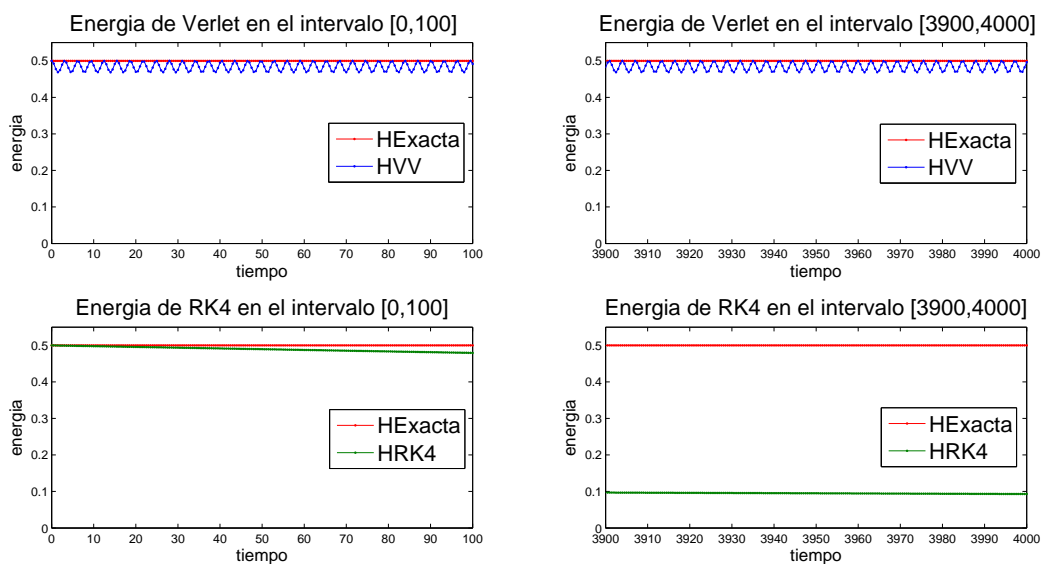 Energia de Verlet en el intervalo [0,100]
energia
0.5
0.4
0.3
0.2
0.1
0
HExacta
HVV
0 10 20 30 40 50 60 70 80 90 100
tiempo
Energia de Verlet en el intervalo [3900,4000]
energia
0.5
0.4
0.3
0.2
0.1
0
HExacta
HVV
3900 3910 3920 3930 3940 3950 3960 3970 3980 3990 4000
tiempo
Energia de RK4 en el intervalo [0,100]
energia
0.5
0.4
0.3
0.2
0.1
0
HExacta
HRK4
0 10 20 30 40 50 60 70 80 90 100
tiempo
Energia de RK4 en el intervalo [3900,4000]
energia
0.5
0.4
0.3
0.2
0.1
0
HExacta
HRK4
3900 3910 3920 3930 3940 3950 3960 3970 3980 3990 4000
tiempo